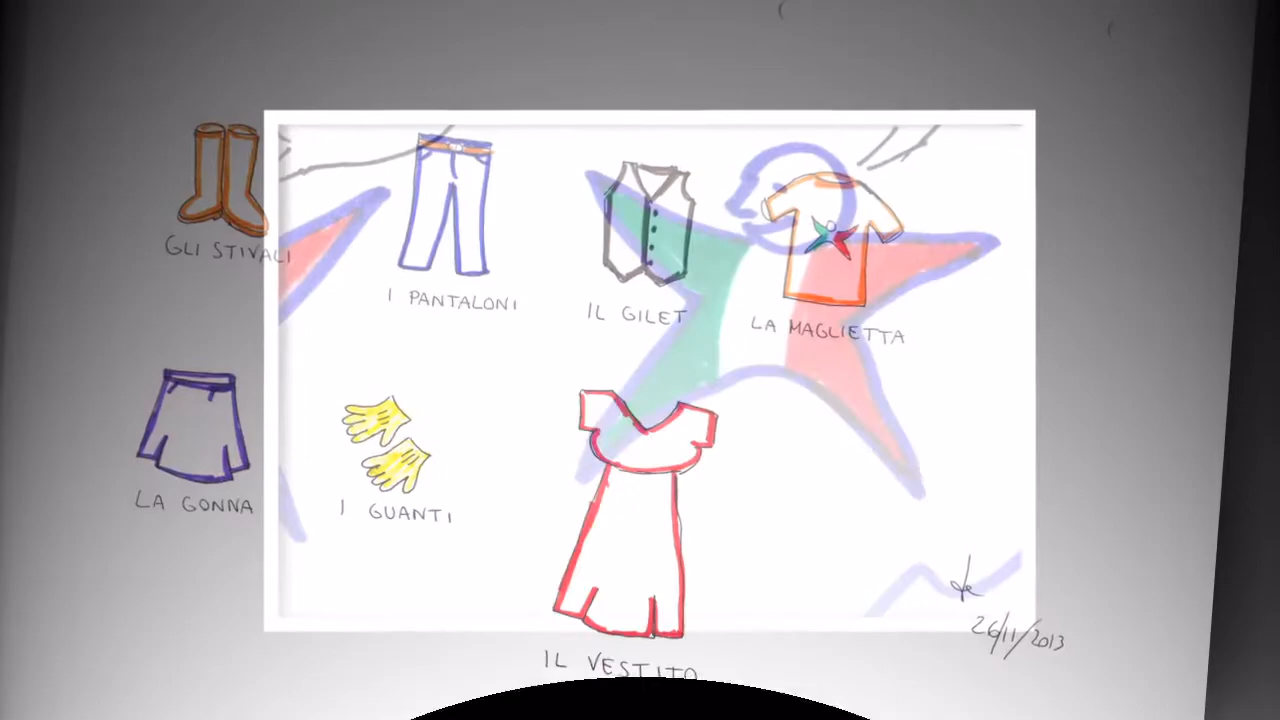 GLI STIVALI
I PANTALONI
IL GILET
LA MAGLIETTA
LA GONNA
I GUANTI
IL VESTITO
26/11/2013